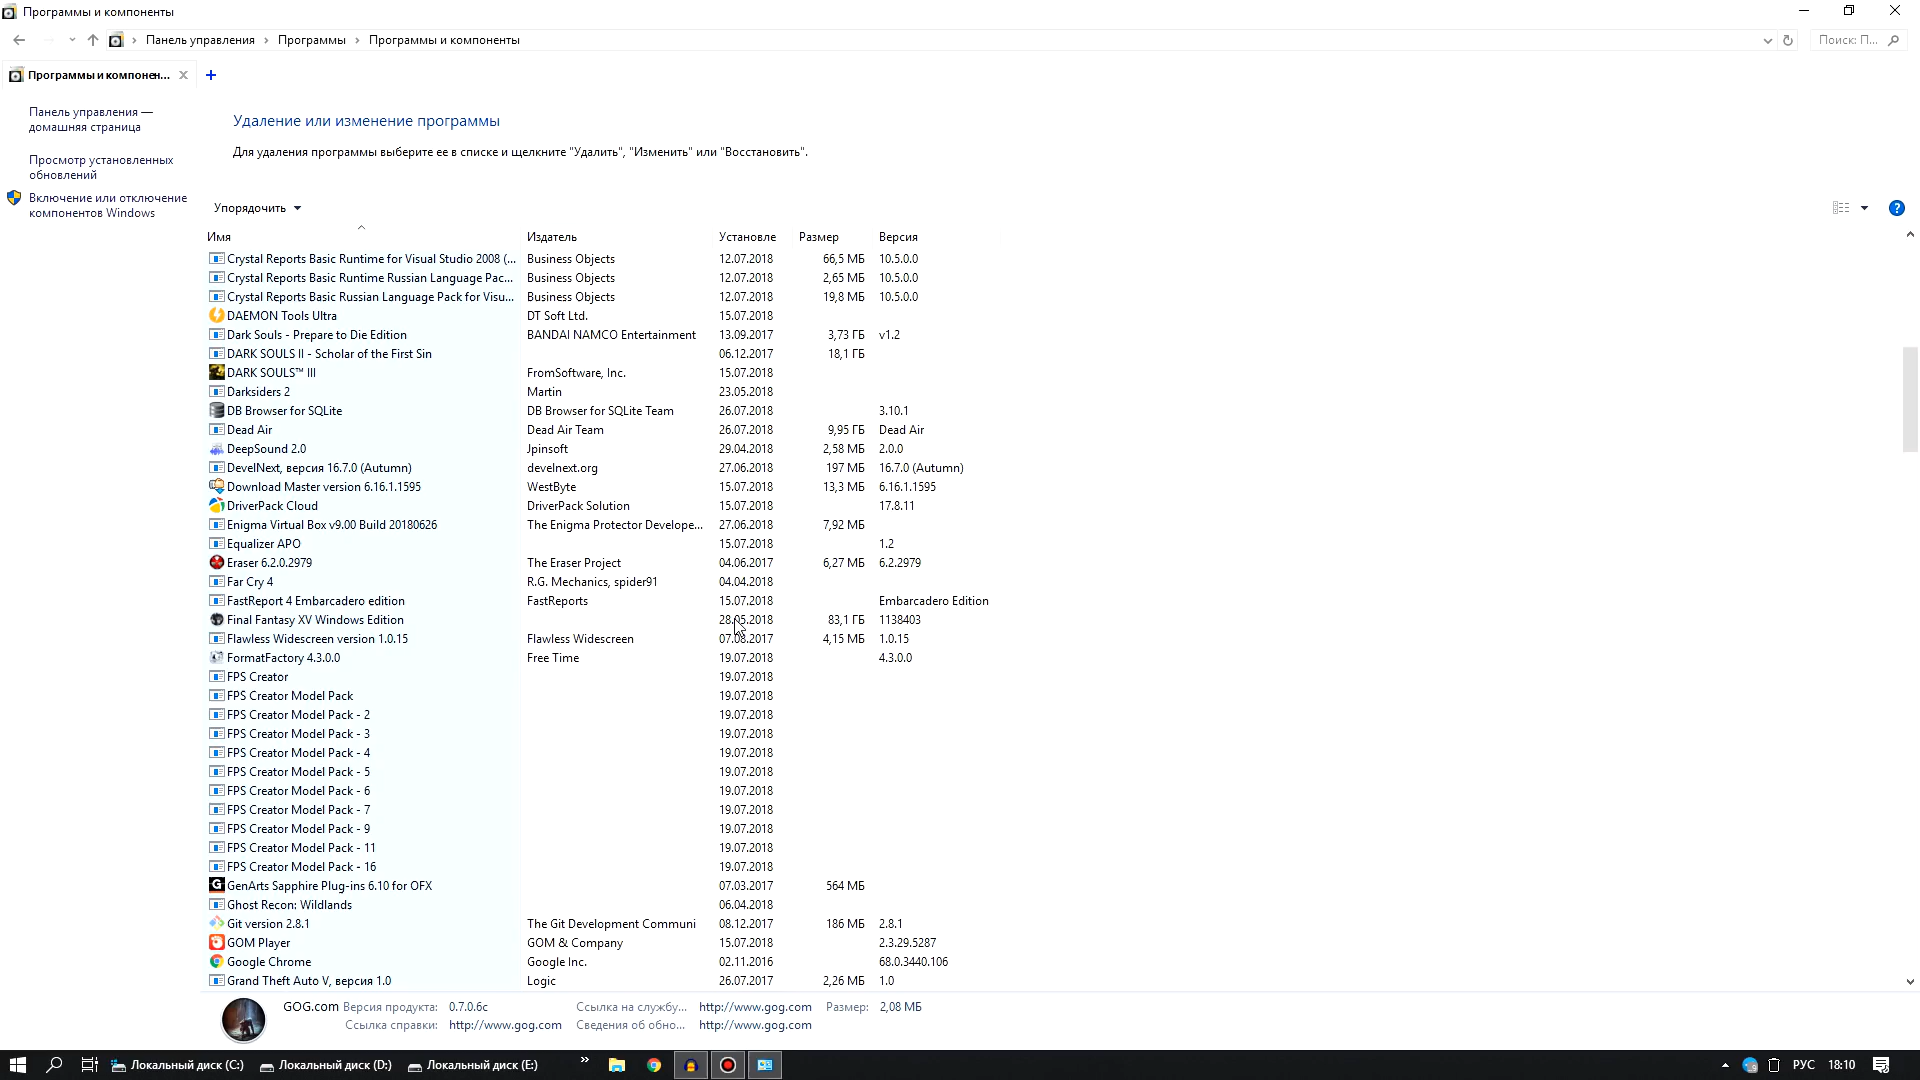 Программы и компоненты
Панель управления › Программы › Программы и компоненты
Поиск: П...
Программы и компонен...
Панель управления —
домашняя страница
Просмотр установленных
обновлений
Включение или отключение
компонентов Windows
Удаление или изменение программы
Для удаления программы выберите ее в списке и щелкните "Удалить", "Изменить" или "Восстановить".
Упорядочить
Имя Издатель Установле Размер Версия
Crystal Reports Basic Runtime for Visual Studio 2008 (... Business Objects 12.07.2018 66,5 МБ 10.5.0.0
Crystal Reports Basic Runtime Russian Language Pac... Business Objects 12.07.2018 2,65 МБ 10.5.0.0
Crystal Reports Basic Russian Language Pack for Visu... Business Objects 12.07.2018 19,8 МБ 10.5.0.0
DAEMON Tools Ultra DT Soft Ltd. 15.07.2018
Dark Souls - Prepare to Die Edition BANDAI NAMCO Entertainment 13.09.2017 3,73 ГБ v1.2
DARK SOULS II - Scholar of the First Sin 06.12.2017 18,1 ГБ
DARK SOULS™ III FromSoftware, Inc. 15.07.2018
Darksiders 2 Martin 23.05.2018
DB Browser for SQLite DB Browser for SQLite Team 26.07.2018 3.10.1
Dead Air Dead Air Team 26.07.2018 9,95 ГБ Dead Air
DeepSound 2.0 Jpinsoft 29.04.2018 2,58 МБ 2.0.0
DevelNext, версия 16.7.0 (Autumn) develnext.org 27.06.2018 197 МБ 16.7.0 (Autumn)
Download Master version 6.16.1.1595 WestByte 15.07.2018 13,3 МБ 6.16.1.1595
DriverPack Cloud DriverPack Solution 15.07.2018 17.8.11
Enigma Virtual Box v9.00 Build 20180626 The Enigma Protector Develope... 27.06.2018 7,92 МБ
Equalizer APO 15.07.2018 1.2
Eraser 6.2.0.2979 The Eraser Project 04.06.2017 6,27 МБ 6.2.2979
Far Cry 4 R.G. Mechanics, spider91 04.04.2018
FastReport 4 Embarcadero edition FastReports 15.07.2018 Embarcadero Edition
Final Fantasy XV Windows Edition 28.05.2018 83,1 ГБ 1138403
Flawless Widescreen version 1.0.15 Flawless Widescreen 07.08.2017 4,15 МБ 1.0.15
FormatFactory 4.3.0.0 Free Time 19.07.2018 4.3.0.0
FPS Creator 19.07.2018
FPS Creator Model Pack 19.07.2018
FPS Creator Model Pack - 2 19.07.2018
FPS Creator Model Pack - 3 19.07.2018
FPS Creator Model Pack - 4 19.07.2018
FPS Creator Model Pack - 5 19.07.2018
FPS Creator Model Pack - 6 19.07.2018
FPS Creator Model Pack - 7 19.07.2018
FPS Creator Model Pack - 9 19.07.2018
FPS Creator Model Pack - 11 19.07.2018
FPS Creator Model Pack - 16 19.07.2018
GenArts Sapphire Plug-ins 6.10 for OFX 07.03.2017 564 МБ
Ghost Recon: Wildlands 06.04.2018
Git version 2.8.1 The Git Development Communi 08.12.2017 186 МБ 2.8.1
GOM Player GOM & Company 15.07.2018 2.3.29.5287
Google Chrome Google Inc. 02.11.2016 68.0.3440.106
Grand Theft Auto V, версия 1.0 Logic 26.07.2017 2,26 МБ 1.0
GOG.com Версия продукта: 0.7.0.6c Ссылка на службу... http://www.gog.com Размер: 2,08 МБ
Ссылка справки: http://www.gog.com Сведения об обно... http://www.gog.com
Локальный диск (C:) Локальный диск (D:) Локальный диск (E:) РУС 18:10